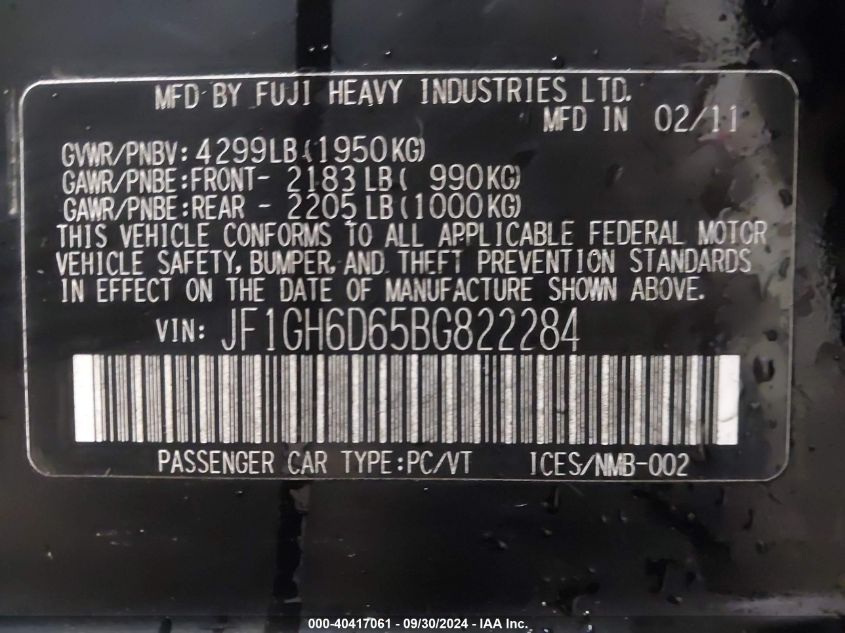 MFD BY FUJI HEAVY INDUSTRIES LTD.
MFD IN 02/11
GVWR/PNBV: 4299LB(1950KG)
GAWR/PNBE:FRONT- 2183 LB( 990KG)
GAWR/PNBE:REAR - 2205 LB(1000KG)
THIS VEHICLE CONFORMS TO ALL APPLICABLE FEDERAL MOTOR
VEHICLE SAFETY, BUMPER, AND THEFT PREVENTION STANDARDS
IN EFFECT ON THE DATE OF MANUFACTURE SHOWN ABOVE.
VIN: JF1GH6D65BG822284
PASSENGER CAR TYPE:PC/VT ICES/NMB-002
000-40417061 - 09/30/2024 - IAA Inc.